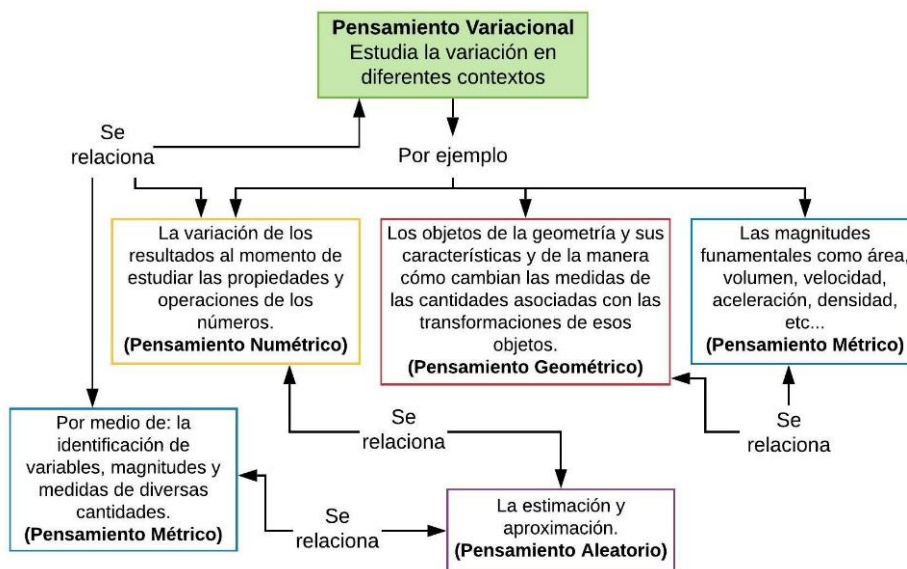 Pensamiento Variacional
Estudia la variación en
diferentes contextos
Se
relaciona
Por ejemplo
La variación de los
resultados al momento de
estudiar las propiedades y
operaciones de los
números.
(Pensamiento Numétrico)
Los objetos de la geometría y sus
características y de la manera
cómo cambian las medidas de
las cantidades asociadas con las
transformaciones de esos
objetos.
(Pensamiento Geométrico)
Las magnitudes
funamentales como área,
volumen, velocidad,
aceleración, densidad,
etc...
(Pensamiento Métrico)
Se
relaciona
Se
relaciona
Por medio de: la
identificación de
variables, magnitudes y
medidas de diversas
cantidades.
(Pensamiento Métrico)
Se
relaciona
La estimación y
aproximación.
(Pensamiento Aleatorio)